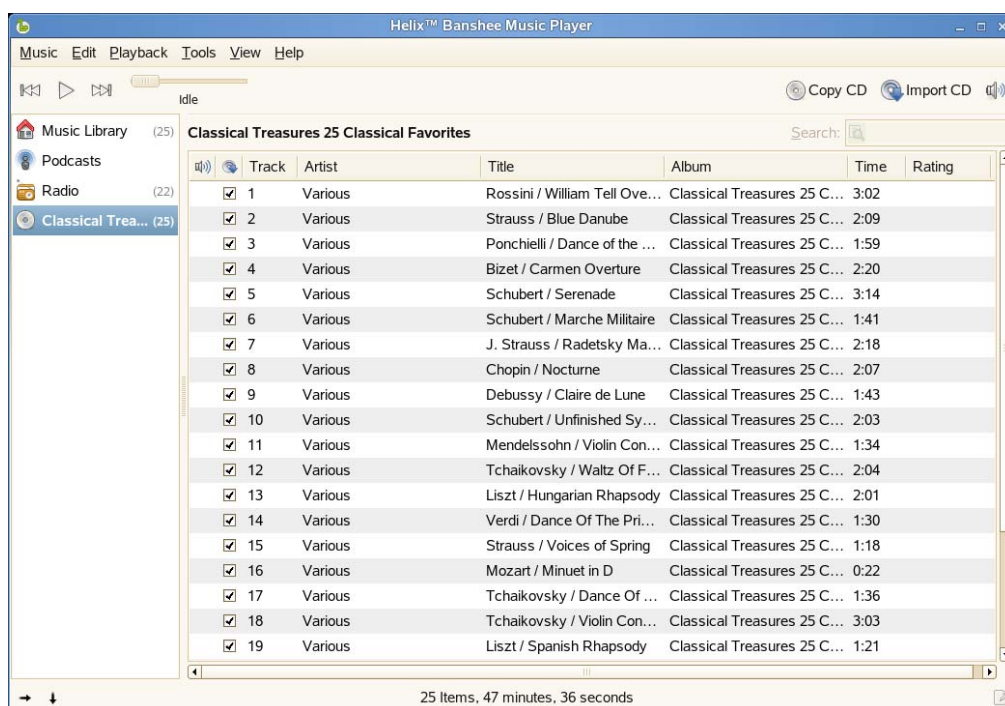 Helix™ Banshee Music Player
Music Edit Playback Tools View Help
Idle
Copy CD Import CD
Music Library (25)
Podcasts
Radio (22)
Classical Trea... (25)
Classical Treasures 25 Classical Favorites
Search:
Track Artist Title Album Time Rating
1 Various Rossini / William Tell Ove... Classical Treasures 25 C... 3:02
2 Various Strauss / Blue Danube Classical Treasures 25 C... 2:09
3 Various Ponchielli / Dance of the ... Classical Treasures 25 C... 1:59
4 Various Bizet / Carmen Overture Classical Treasures 25 C... 2:20
5 Various Schubert / Serenade Classical Treasures 25 C... 3:14
6 Various Schubert / Marche Militaire Classical Treasures 25 C... 1:41
7 Various J. Strauss / Radetsky Ma... Classical Treasures 25 C... 2:18
8 Various Chopin / Nocturne Classical Treasures 25 C... 2:07
9 Various Debussy / Claire de Lune Classical Treasures 25 C... 1:43
10 Various Schubert / Unfinished Sy... Classical Treasures 25 C... 2:03
11 Various Mendelssohn / Violin Con... Classical Treasures 25 C... 1:34
12 Various Tchaikovsky / Waltz Of F... Classical Treasures 25 C... 2:04
13 Various Liszt / Hungarian Rhapsody Classical Treasures 25 C... 2:01
14 Various Verdi / Dance Of The Pri... Classical Treasures 25 C... 1:30
15 Various Strauss / Voices of Spring Classical Treasures 25 C... 1:18
16 Various Mozart / Minuet in D Classical Treasures 25 C... 0:22
17 Various Tchaikovsky / Dance Of ... Classical Treasures 25 C... 1:36
18 Various Tchaikovsky / Violin Con... Classical Treasures 25 C... 3:03
19 Various Liszt / Spanish Rhapsody Classical Treasures 25 C... 1:21
25 Items, 47 minutes, 36 seconds